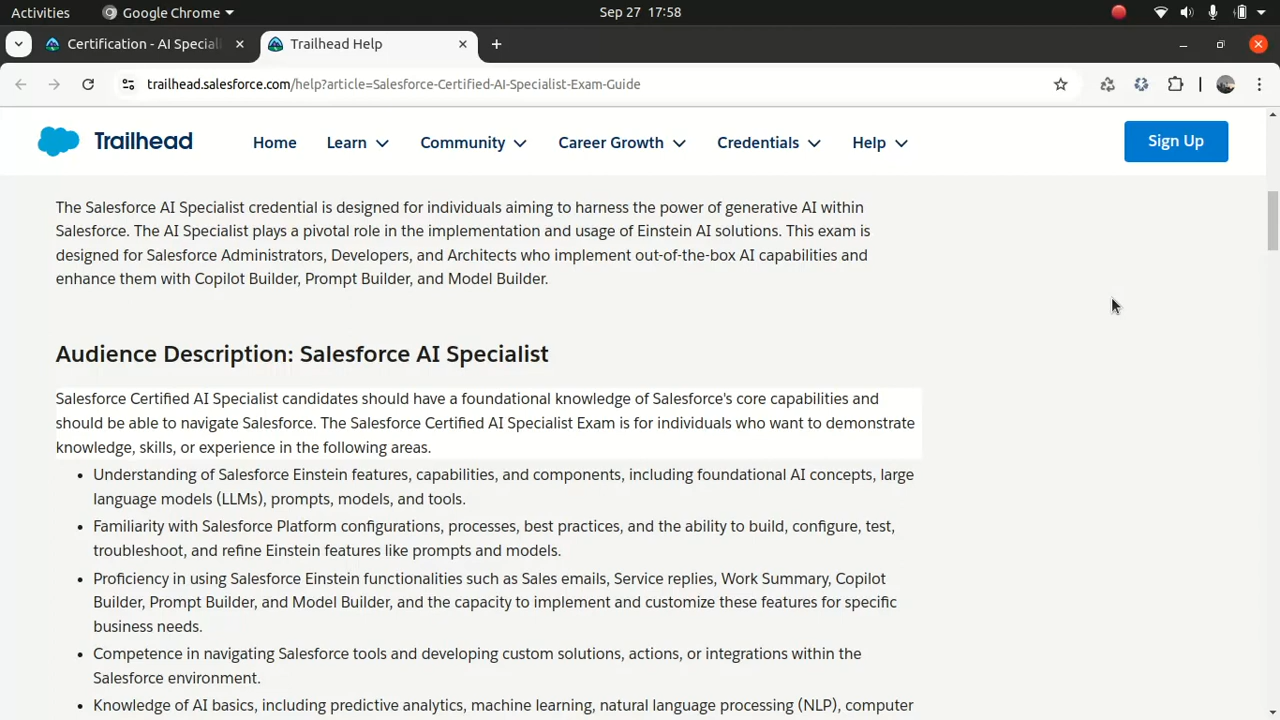 Activities
Google Chrome
Sep 27 17:58
Certification - AI Speciali
Trailhead Help
trailhead.salesforce.com/help?article=Salesforce-Certified-AI-Specialist-Exam-Guide
Trailhead
Home
Learn
Community
Career Growth
Credentials
Help
Sign Up
The Salesforce AI Specialist credential is designed for individuals aiming to harness the power of generative AI within
Salesforce. The AI Specialist plays a pivotal role in the implementation and usage of Einstein AI solutions. This exam is
designed for Salesforce Administrators, Developers, and Architects who implement out-of-the-box AI capabilities and
enhance them with Copilot Builder, Prompt Builder, and Model Builder.
Audience Description: Salesforce AI Specialist
Salesforce Certified AI Specialist candidates should have a foundational knowledge of Salesforce's core capabilities and
should be able to navigate Salesforce. The Salesforce Certified AI Specialist Exam is for individuals who want to demonstrate
knowledge, skills, or experience in the following areas.
• Understanding of Salesforce Einstein features, capabilities, and components, including foundational AI concepts, large
language models (LLMs), prompts, models, and tools.
• Familiarity with Salesforce Platform configurations, processes, best practices, and the ability to build, configure, test,
troubleshoot, and refine Einstein features like prompts and models.
• Proficiency in using Salesforce Einstein functionalities such as Sales emails, Service replies, Work Summary, Copilot
Builder, Prompt Builder, and Model Builder, and the capacity to implement and customize these features for specific
business needs.
• Competence in navigating Salesforce tools and developing custom solutions, actions, or integrations within the
Salesforce environment.
• Knowledge of AI basics, including predictive analytics, machine learning, natural language processing (NLP), computer